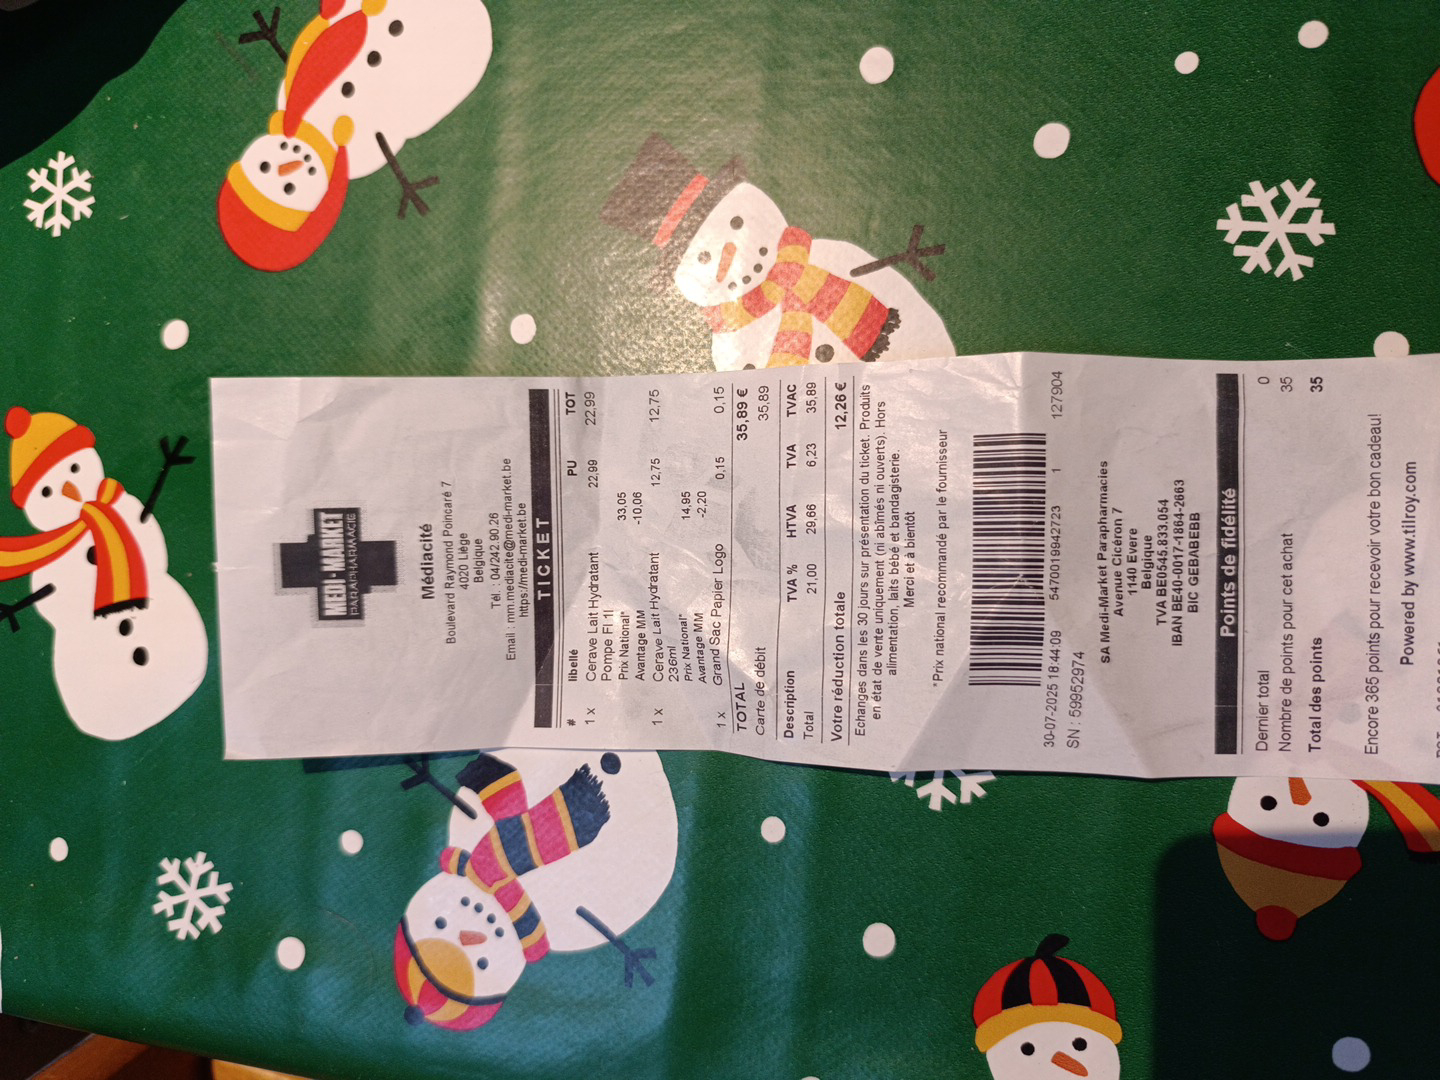 MEDI-MARKET
PARAPHARMACIE
Médiacité
Boulevard Raymond Poincaré 7
4020 Liège
Belgique
Tél. : 04/242.90.26
Email : mm.mediacite@medi-market.be
https://medi-market.be
TICKET
# libellé PU TOT
1 x Cerave Lait Hydratant 22,99 22,99
Pompe Fl 1l
Prix National* 33,05
Avantage MM -10,06
1 x Cerave Lait Hydratant 12,75 12,75
236ml
Prix National* 14,95
Avantage MM -2,20
1 x Grand Sac Papier Logo 0,15 0,15
TOTAL 35,89 €
Carte de débit 35,89
Description TVA % HTVA TVA TVAC
Total 21,00 29,66 6,23 35,89
Votre réduction totale 12,26 €
Echanges dans les 30 jours sur présentation du ticket. Produits
en état de vente uniquement (ni abîmés ni ouverts). Hors
alimentation, laits bébé et bandagisterie.
Merci et à bientôt
*Prix national recommandé par le fournisseur
30-07-2025 18:44:09 5470019942723 1 127904
SN : 59952974
SA Medi-Market Parapharmacies
Avenue Cicéron 7
1140 Evere
Belgique
TVA BE0545.833.054
IBAN BE40-0017-1864-2663
BIC GEBABEBB
Points de fidélité
Dernier total 0
Nombre de points pour cet achat 35
Total des points 35
Encore 365 points pour recevoir votre bon cadeau!
Powered by www.tilroy.com